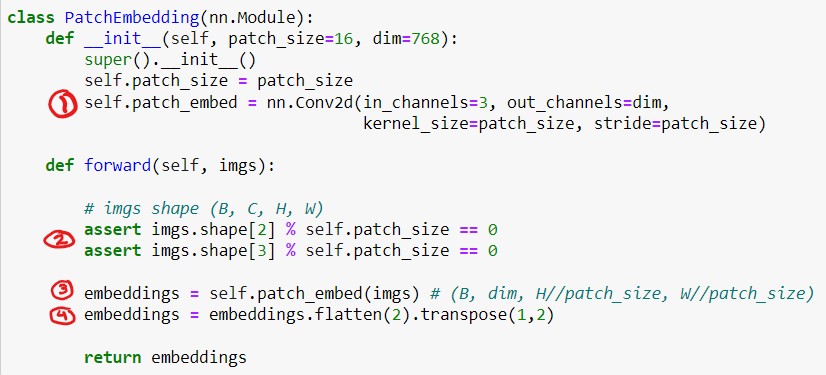 class PatchEmbedding(nn.Module):
    def __init__(self, patch_size=16, dim=768):
        super().__init__()
        self.patch_size = patch_size
1       self.patch_embed = nn.Conv2d(in_channels=3, out_channels=dim,
                                     kernel_size=patch_size, stride=patch_size)
    def forward(self, imgs):
        # imgs shape (B, C, H, W)
2       assert imgs.shape[2] % self.patch_size == 0
        assert imgs.shape[3] % self.patch_size == 0
3       embeddings = self.patch_embed(imgs) # (B, dim, H//patch_size, W//patch_size)
4       embeddings = embeddings.flatten(2).transpose(1,2)
        return embeddings